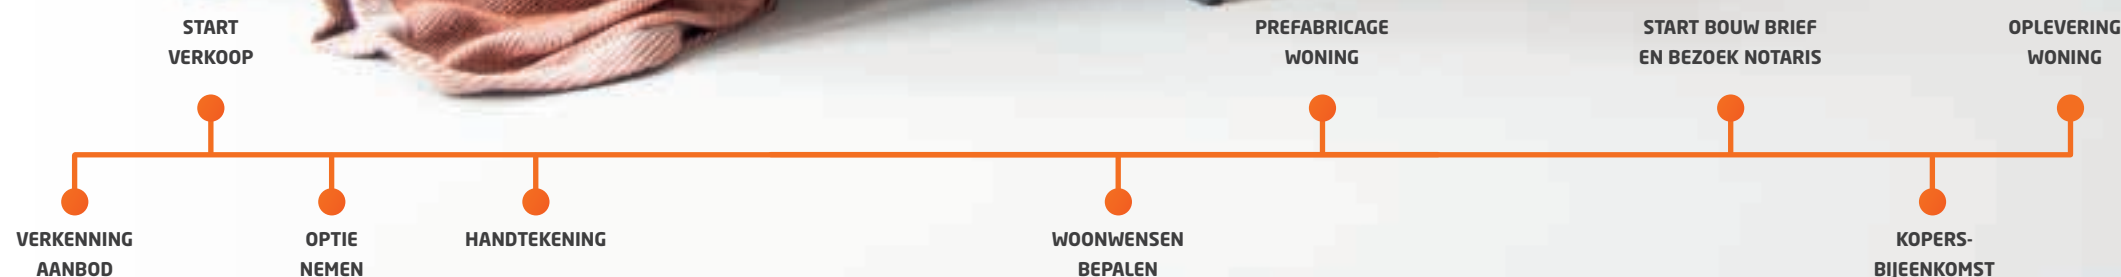 START
VERKOOP
PREFABRICAGE
WONING
START BOUW BRIEF
EN BEZOEK NOTARIS
OPLEVERING
WONING
VERKENNING
AANBOD
OPTIE
NEMEN
HANDTEKENING
WOONWENSEN
BEPALEN
KOPERS-
BIJEENKOMST